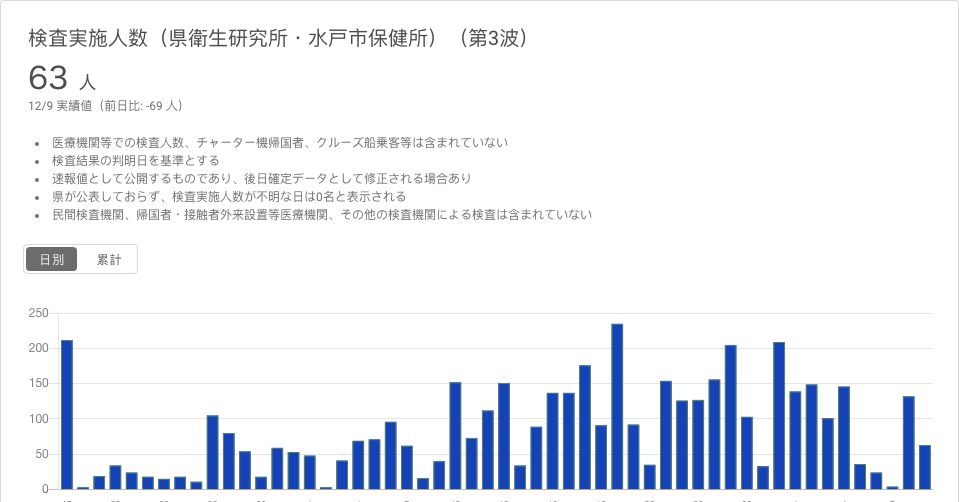 検査実施人数（県衛生研究所・水戸市保健所）（第3波）
63 人
12/9 実績値（前日比: -69 人）
医療機関等での検査人数、チャーター機帰国者、クルーズ船乗客等は含まれていない
検査結果の判明日を基準とする
速報値として公開するものであり、後日確定データとして修正される場合あり
県が公表しておらず、検査実施人数が不明な日は0名と表示される
民間検査機関、帰国者・接触者外来設置等医療機関、その他の検査機関による検査は含まれていない
日別 累計
250
200
150
100
50
0